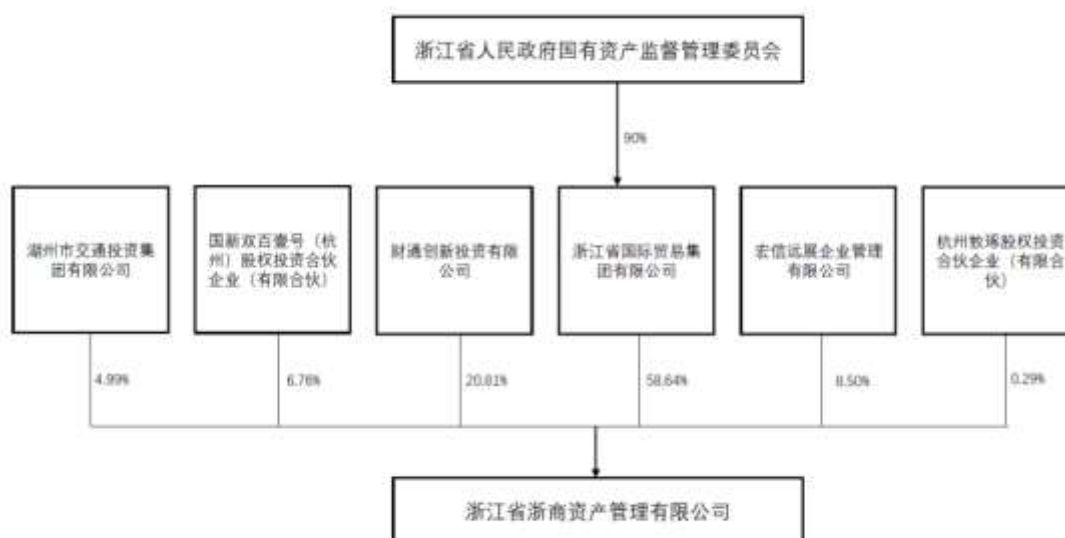 浙江省人民政府国有资产监督管理委员会
90%
湖州市交通投资集
团有限公司
国新双百壹号（杭
州）股权投资合伙
企业（有限合伙）
财通创新投资有限
公司
浙江省国际贸易集
团有限公司
宏信远展企业管理
有限公司
杭州敦琢股权投资
合伙企业（有限合
伙）
4.99%
6.76%
20.81%
58.64%
8.50%
0.29%
浙江省浙商资产管理有限公司